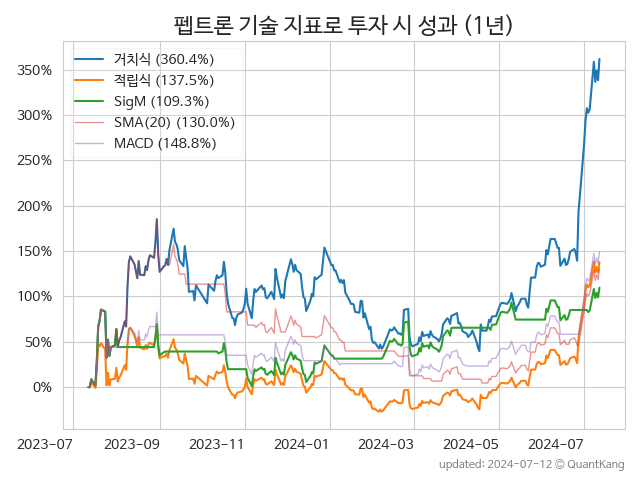 펩트론 기술 지표로 투자 시 성과 (1년)
거치식 (360.4%)
적립식 (137.5%)
SigM (109.3%)
SMA(20) (130.0%)
MACD (148.8%)
350%
300%
250%
200%
150%
100%
50%
0%
2023-07 2023-09 2023-11 2024-01 2024-03 2024-05 2024-07
updated: 2024-07-12 © QuantKang